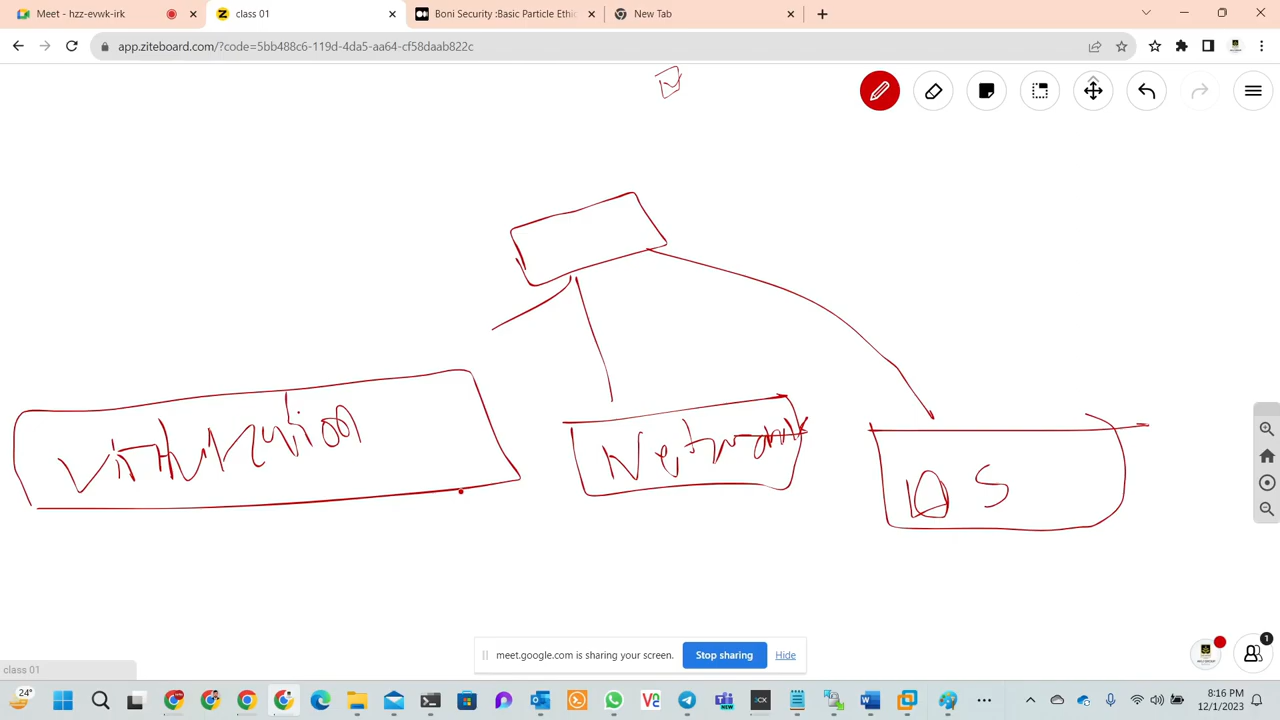 Meet - hzz-evwk-irk
class 01
Boni Security :Basic Particle Ethic
New Tab
app.ziteboard.com/?code=5bb488c6-119d-4da5-aa64-cf58daab822c
Network
OS
meet.google.com is sharing your screen.
Stop sharing
Hide
1
class 01
24°
8:16 PM
12/1/2023